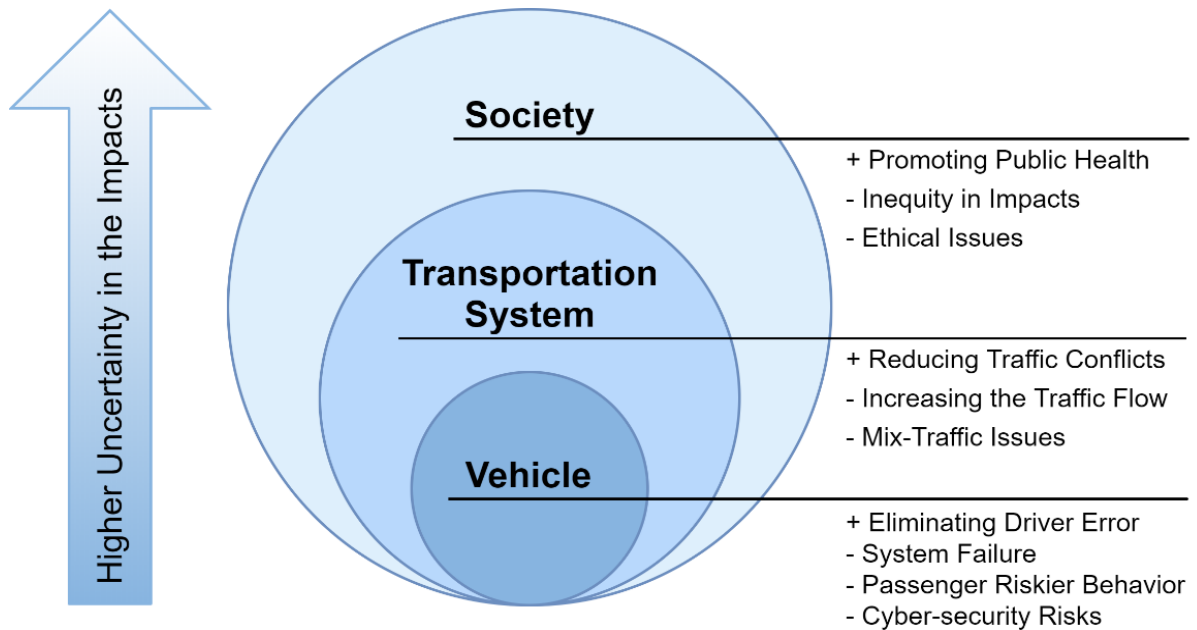 Higher Uncertainty in the Impacts
Society
+ Promoting Public Health
- Inequity in Impacts
- Ethical Issues
Transportation
System
+ Reducing Traffic Conflicts
- Increasing the Traffic Flow
- Mix-Traffic Issues
Vehicle
+ Eliminating Driver Error
- System Failure
- Passenger Riskier Behavior
- Cyber-security Risks